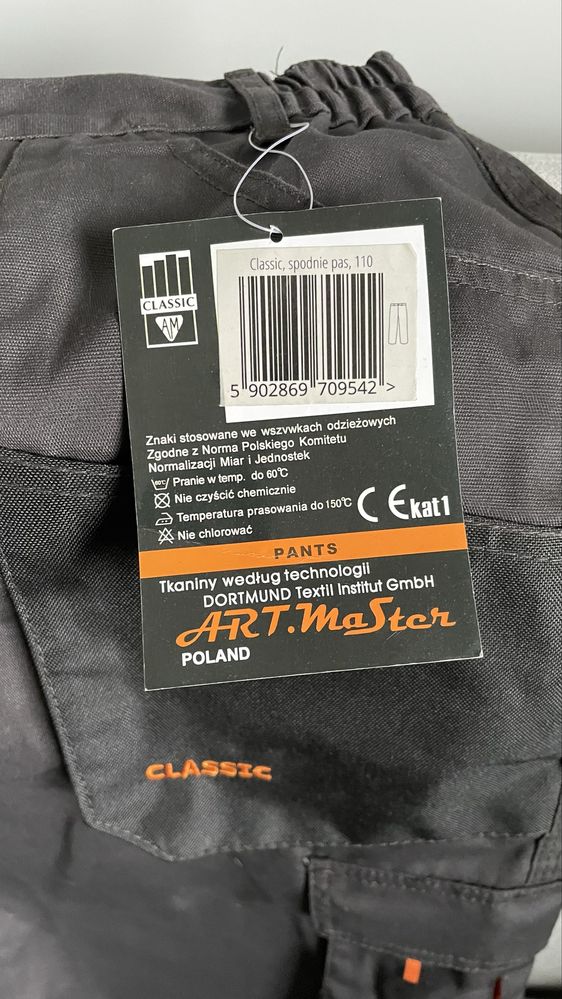 CLASSIC
AM
Classic, spodnie pas, 110
5 902869 709542 >
Znaki stosowane we wszvwkach odzieżowych
Zgodne z Norma Polskiego Komitetu
Normalizacji Miar i Jednostek
60°C Pranie w temp. do 60°C
Nie czyścić chemicznie
Temperatura prasowania do 150°C
Nie chlorować
CE kat1
PANTS
Tkaniny według technologii
DORTMUND Textil Institut GmbH
ART.MaSter
POLAND
CLASSIC